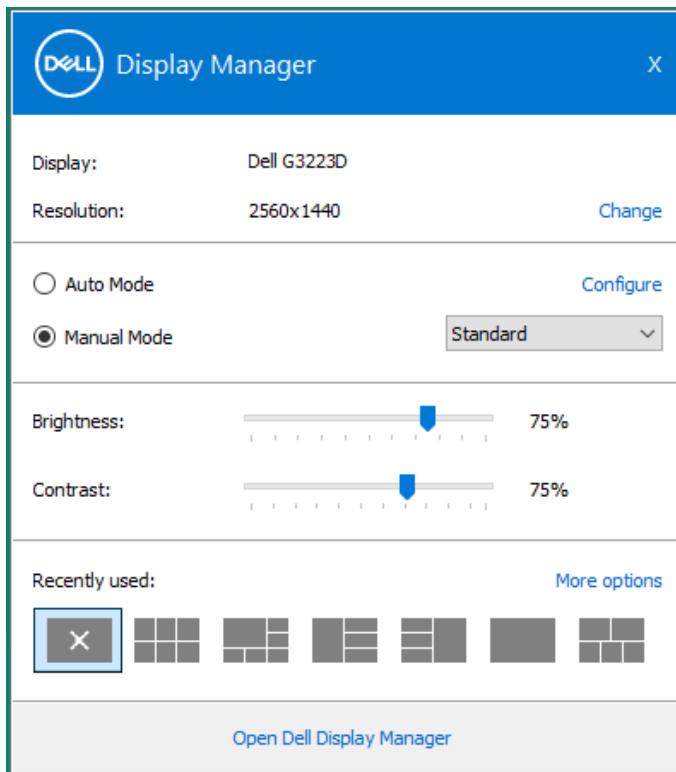 DELL Display Manager X
Display: Dell G3223D
Resolution: 2560x1440 Change
Auto Mode Configure
Manual Mode Standard
Brightness: 75%
Contrast: 75%
Recently used: More options
Open Dell Display Manager